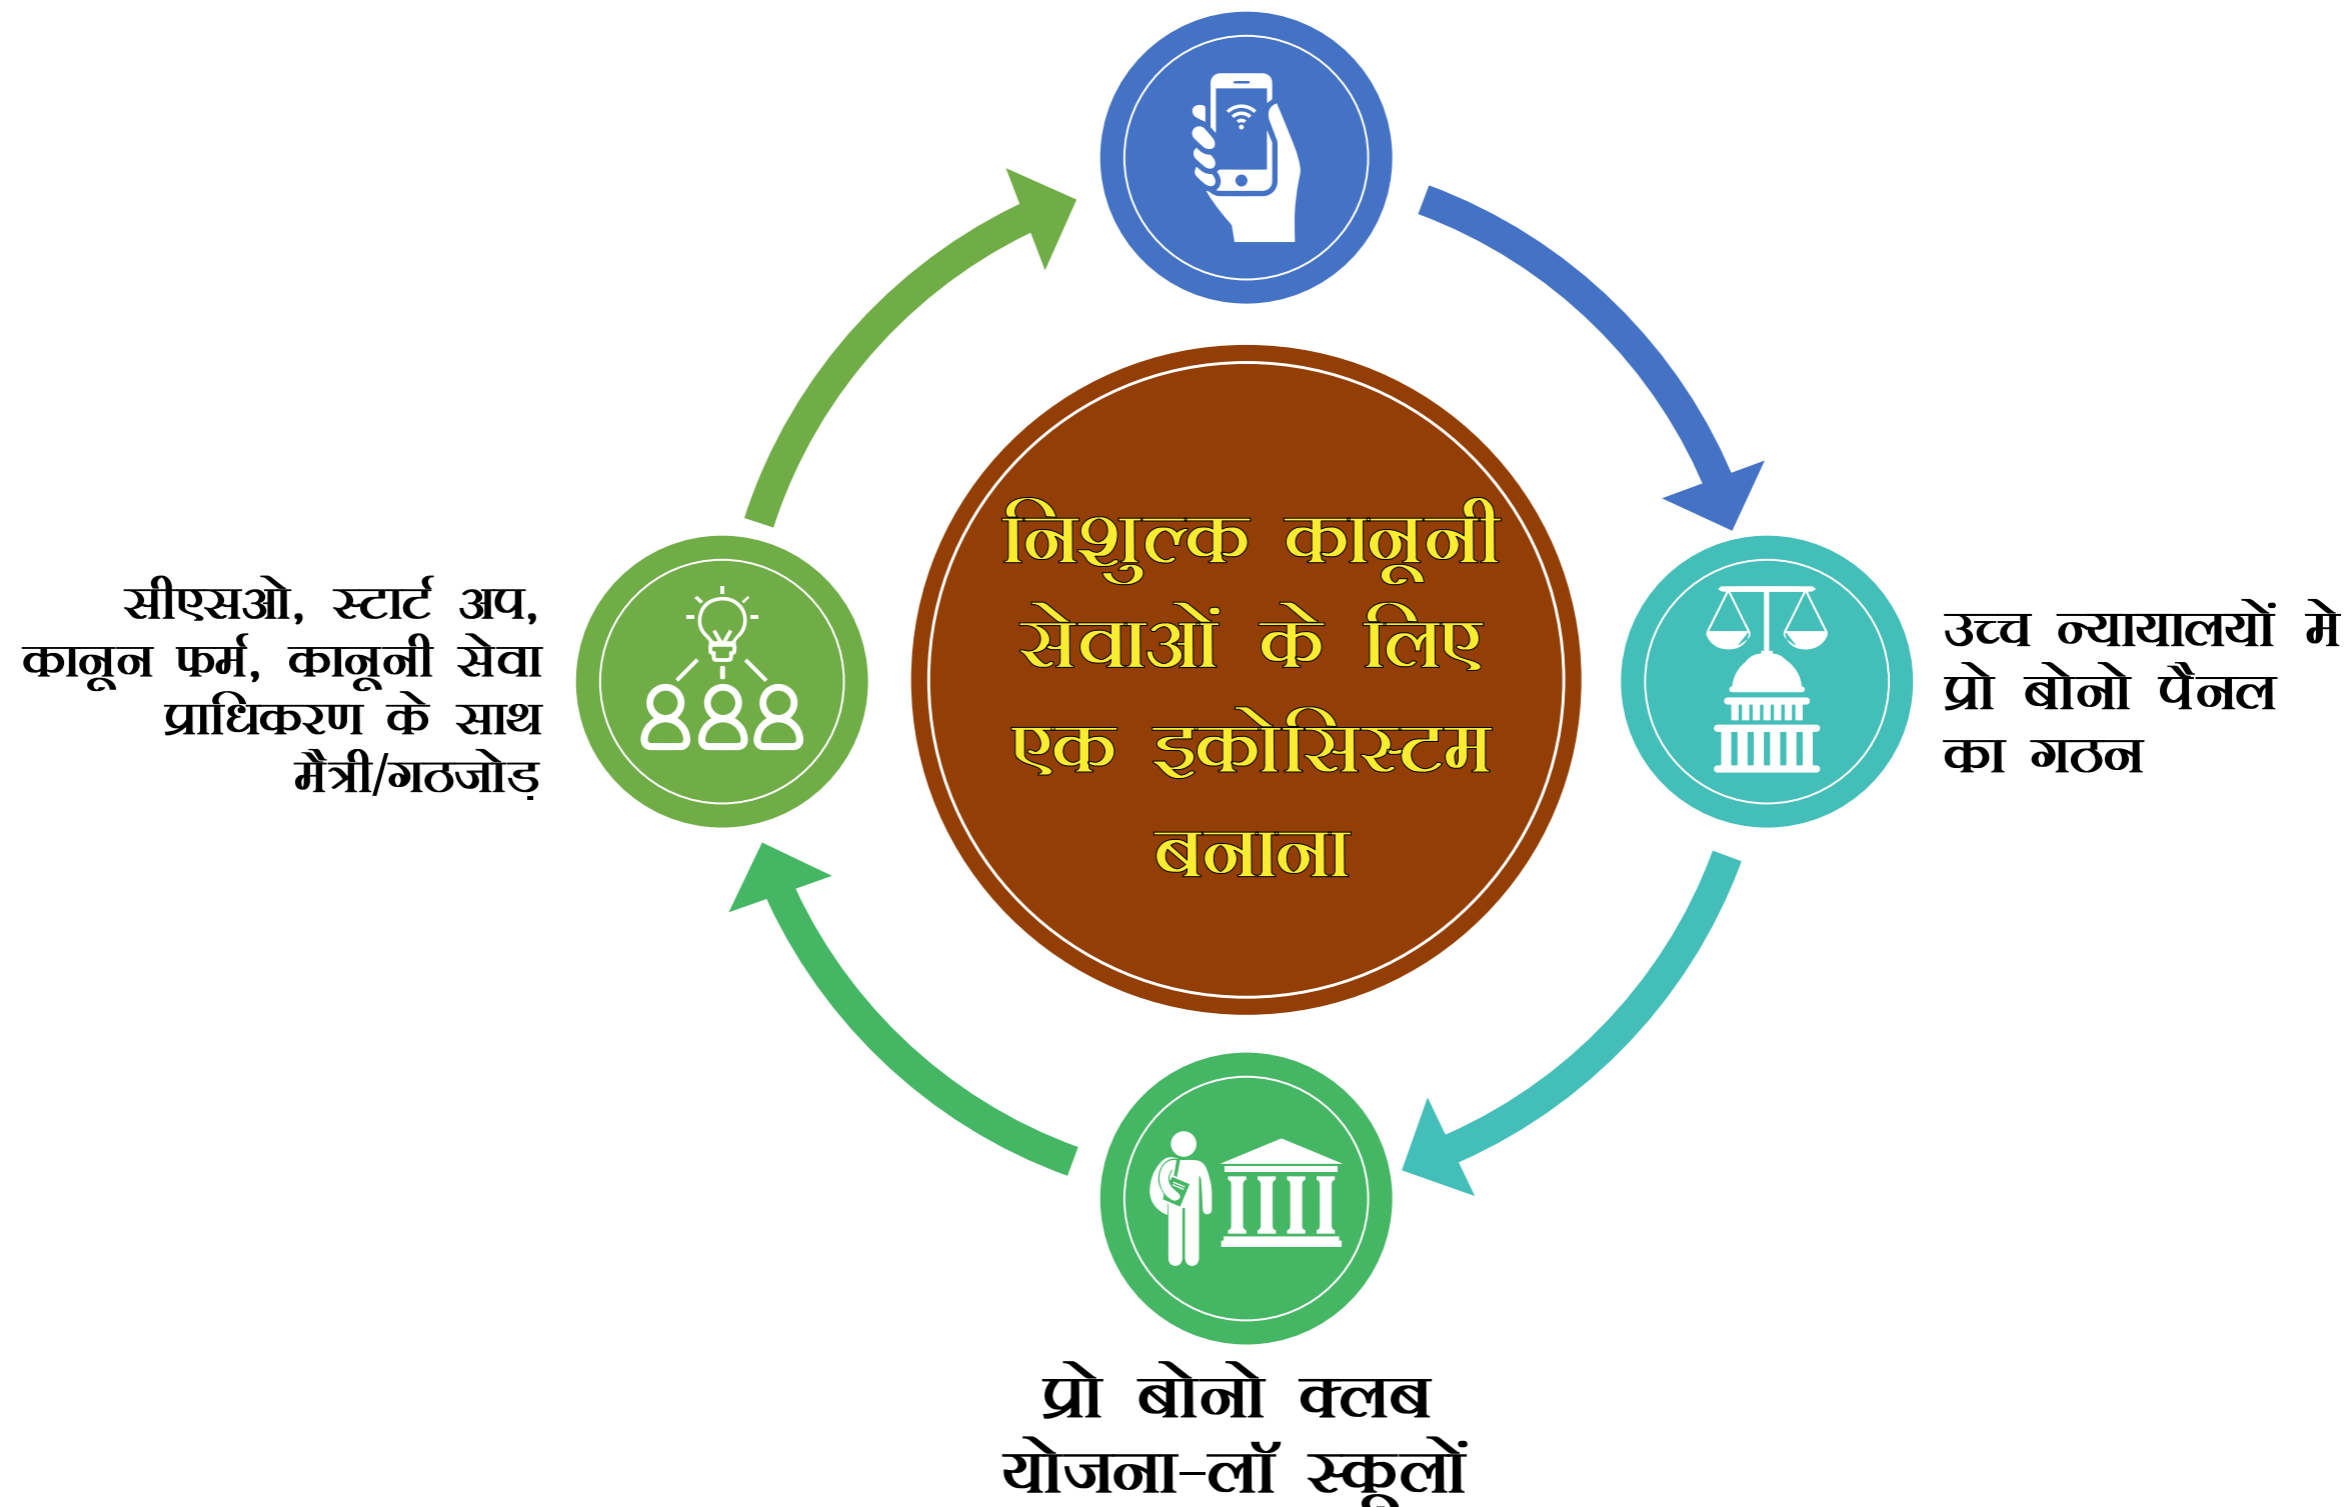 निशुल्क कानूनी
सेवाओं के लिए
एक इकोसिस्टम
बनाना
उच्च न्यायालयों मे
प्रो बोनो पैनल
का गठन
प्रो बोनो क्लब
योजना-लॉ स्कूलों
सीएसओ, स्टार्ट अप,
कानून फर्म, कानूनी सेवा
प्राधिकरण के साथ
मैत्री/गठजोड़